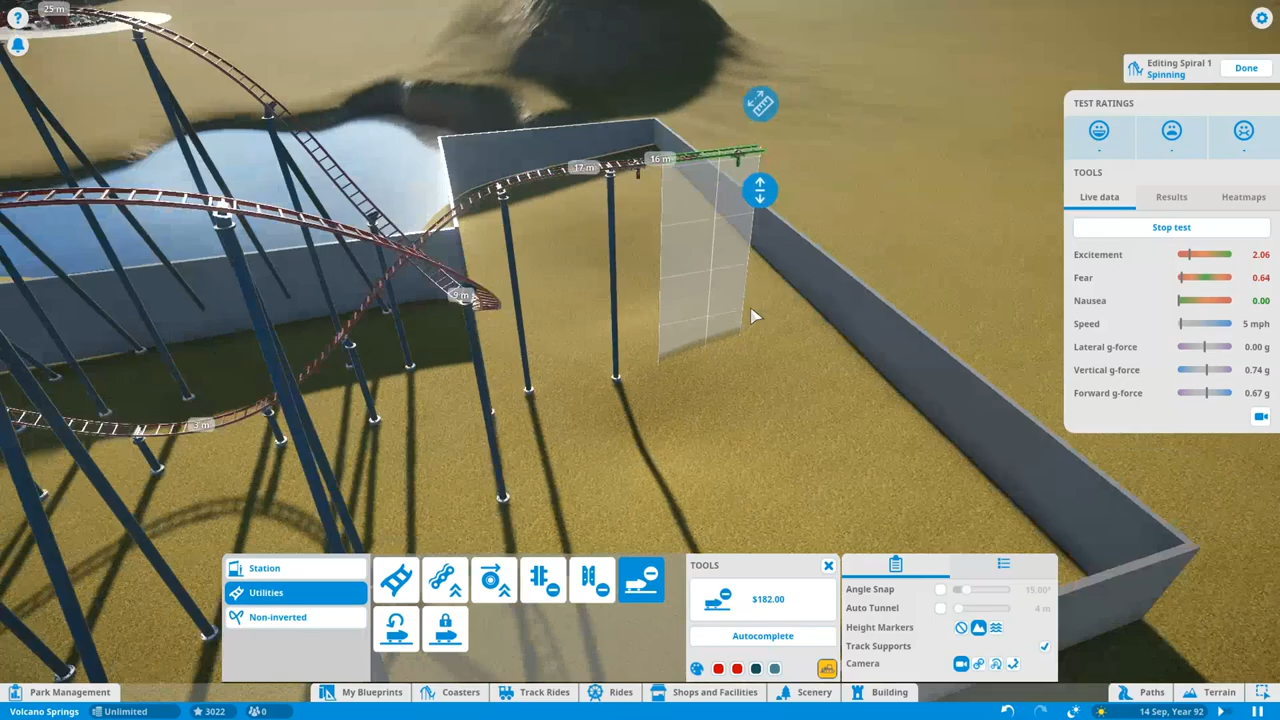 25 m
?
Editing Spiral 1
Spinning
Done
TEST RATINGS
-
-
-
TOOLS
Live data
Results
Heatmaps
Stop test
Excitement
2.06
Fear
0.64
Nausea
0.00
Speed
5 mph
Lateral g-force
0.00 g
Vertical g-force
0.74 g
Forward g-force
0.67 g
17 m
16 m
9 m
3 m
Station
Utilities
Non-inverted
TOOLS
$182.00
Autocomplete
Angle Snap
15.00°
Auto Tunnel
4 m
Height Markers
Track Supports
Camera
Park Management
My Blueprints
Coasters
Track Rides
Rides
Shops and Facilities
Scenery
Building
Paths
Terrain
Volcano Springs
Unlimited
3022
0
14 Sep, Year 92